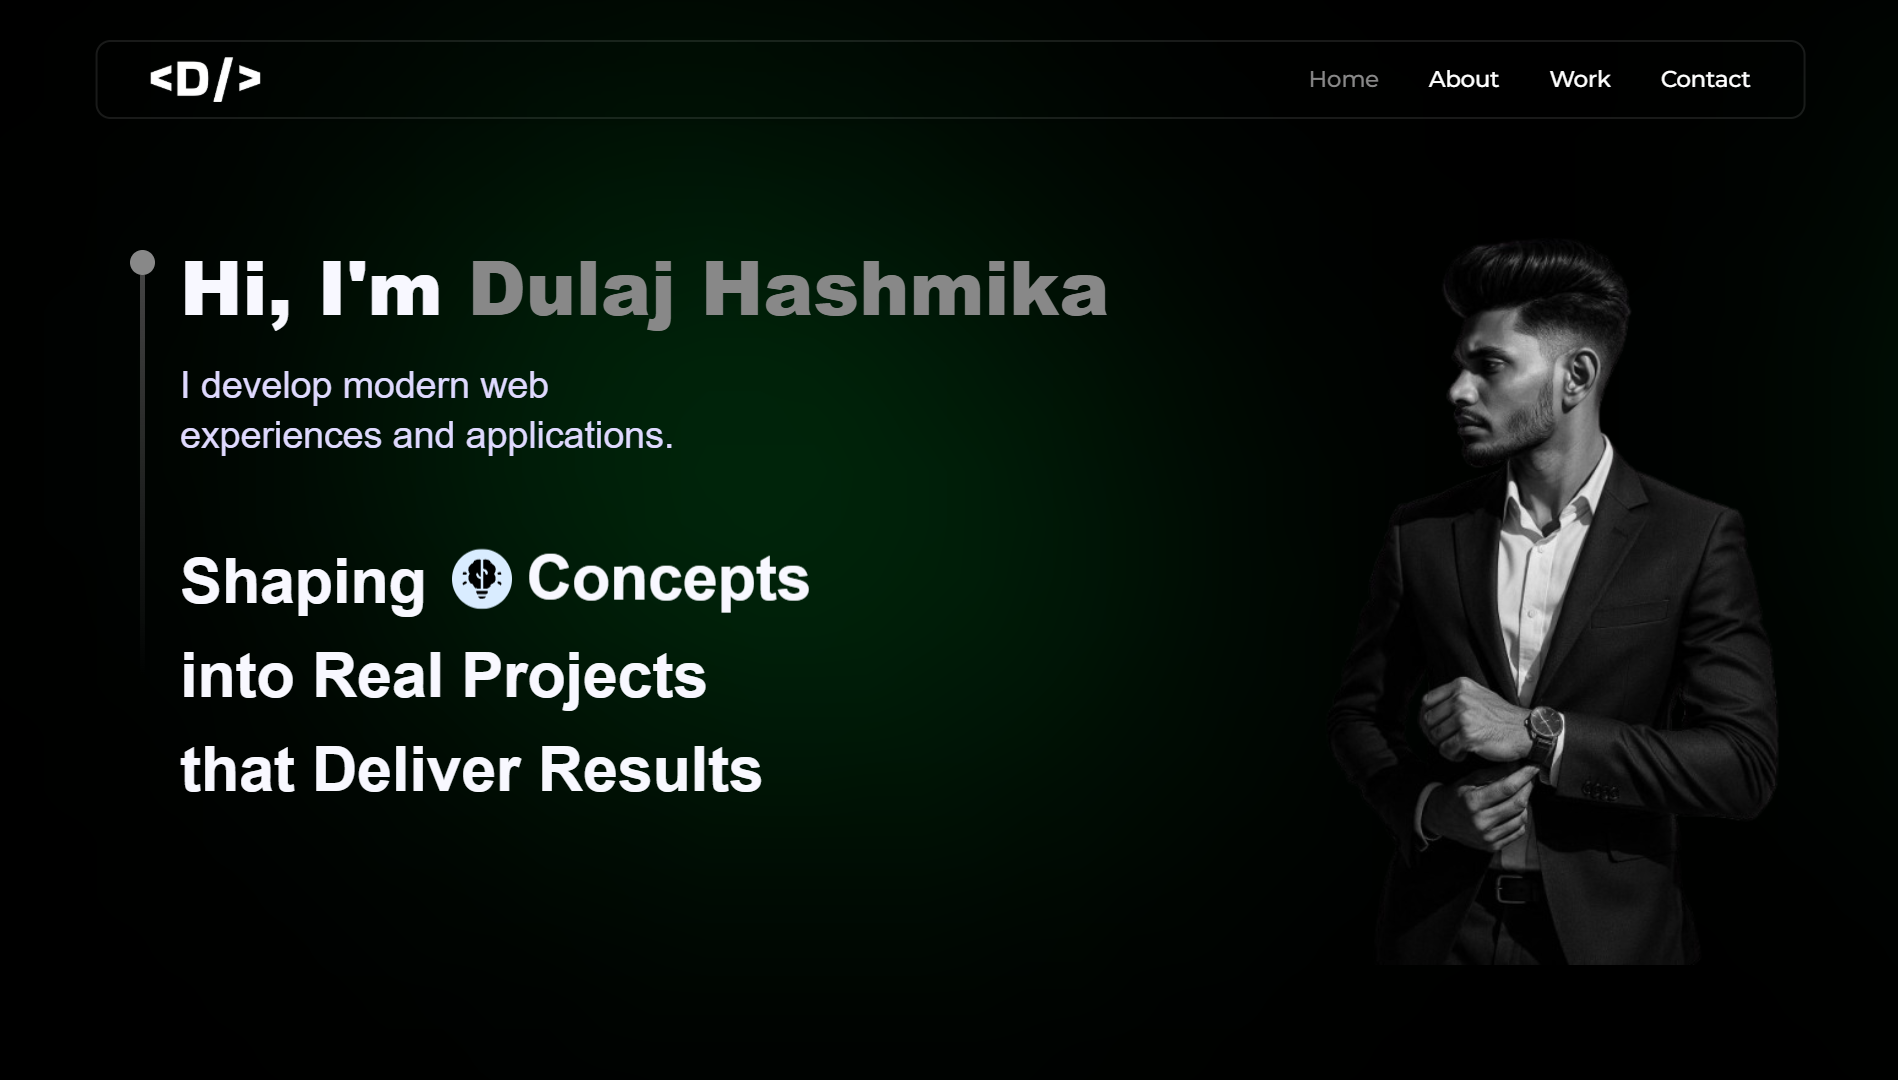 <D/>
Home About Work Contact
Hi, I'm Dulaj Hashmika
I develop modern web
experiences and applications.
Shaping Concepts
into Real Projects
that Deliver Results